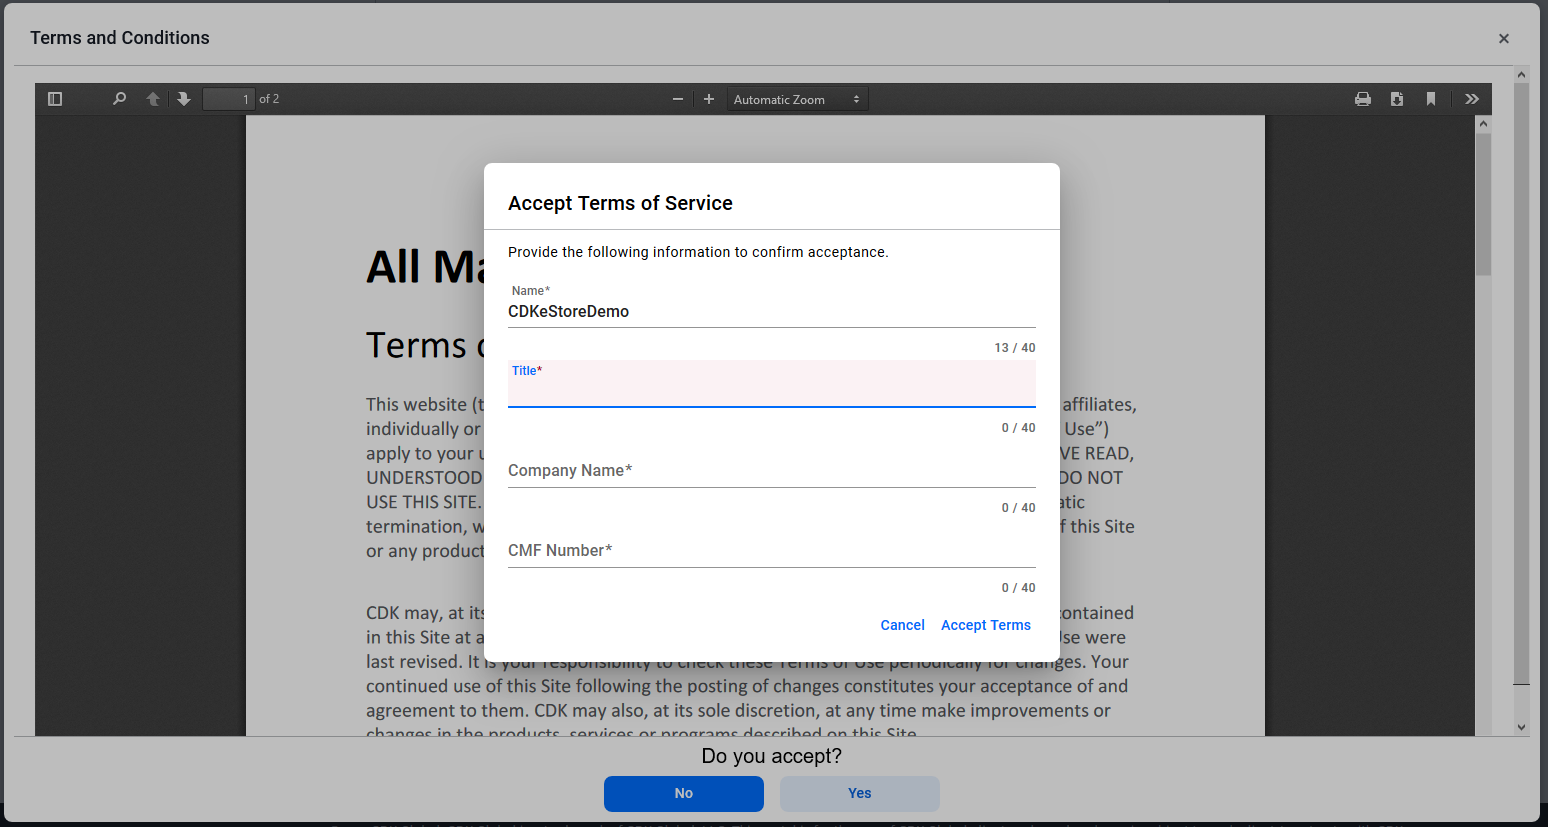 Terms and Conditions
1 of 2
Automatic Zoom
All Ma
Terms
Accept Terms of Service
Provide the following information to confirm acceptance.
Name*
CDKeStoreDemo
13 / 40
Title*
0 / 40
Company Name*
0 / 40
CMF Number*
0 / 40
Cancel Accept Terms
This website affiliates,
individually or Use”)
apply to your VE READ,
UNDERSTOOD DO NOT
USE THIS SITE. atic
termination, of this Site
or any product
CDK may, at its contained
in this Site at Use were
last revised. It is your responsibility to check these Terms of Use periodically for changes. Your
continued use of this Site following the posting of changes constitutes your acceptance of and
agreement to them. CDK may also, at its sole discretion, at any time make improvements or
changes in the products, services or programs described on this Site.
Do you accept?
No Yes